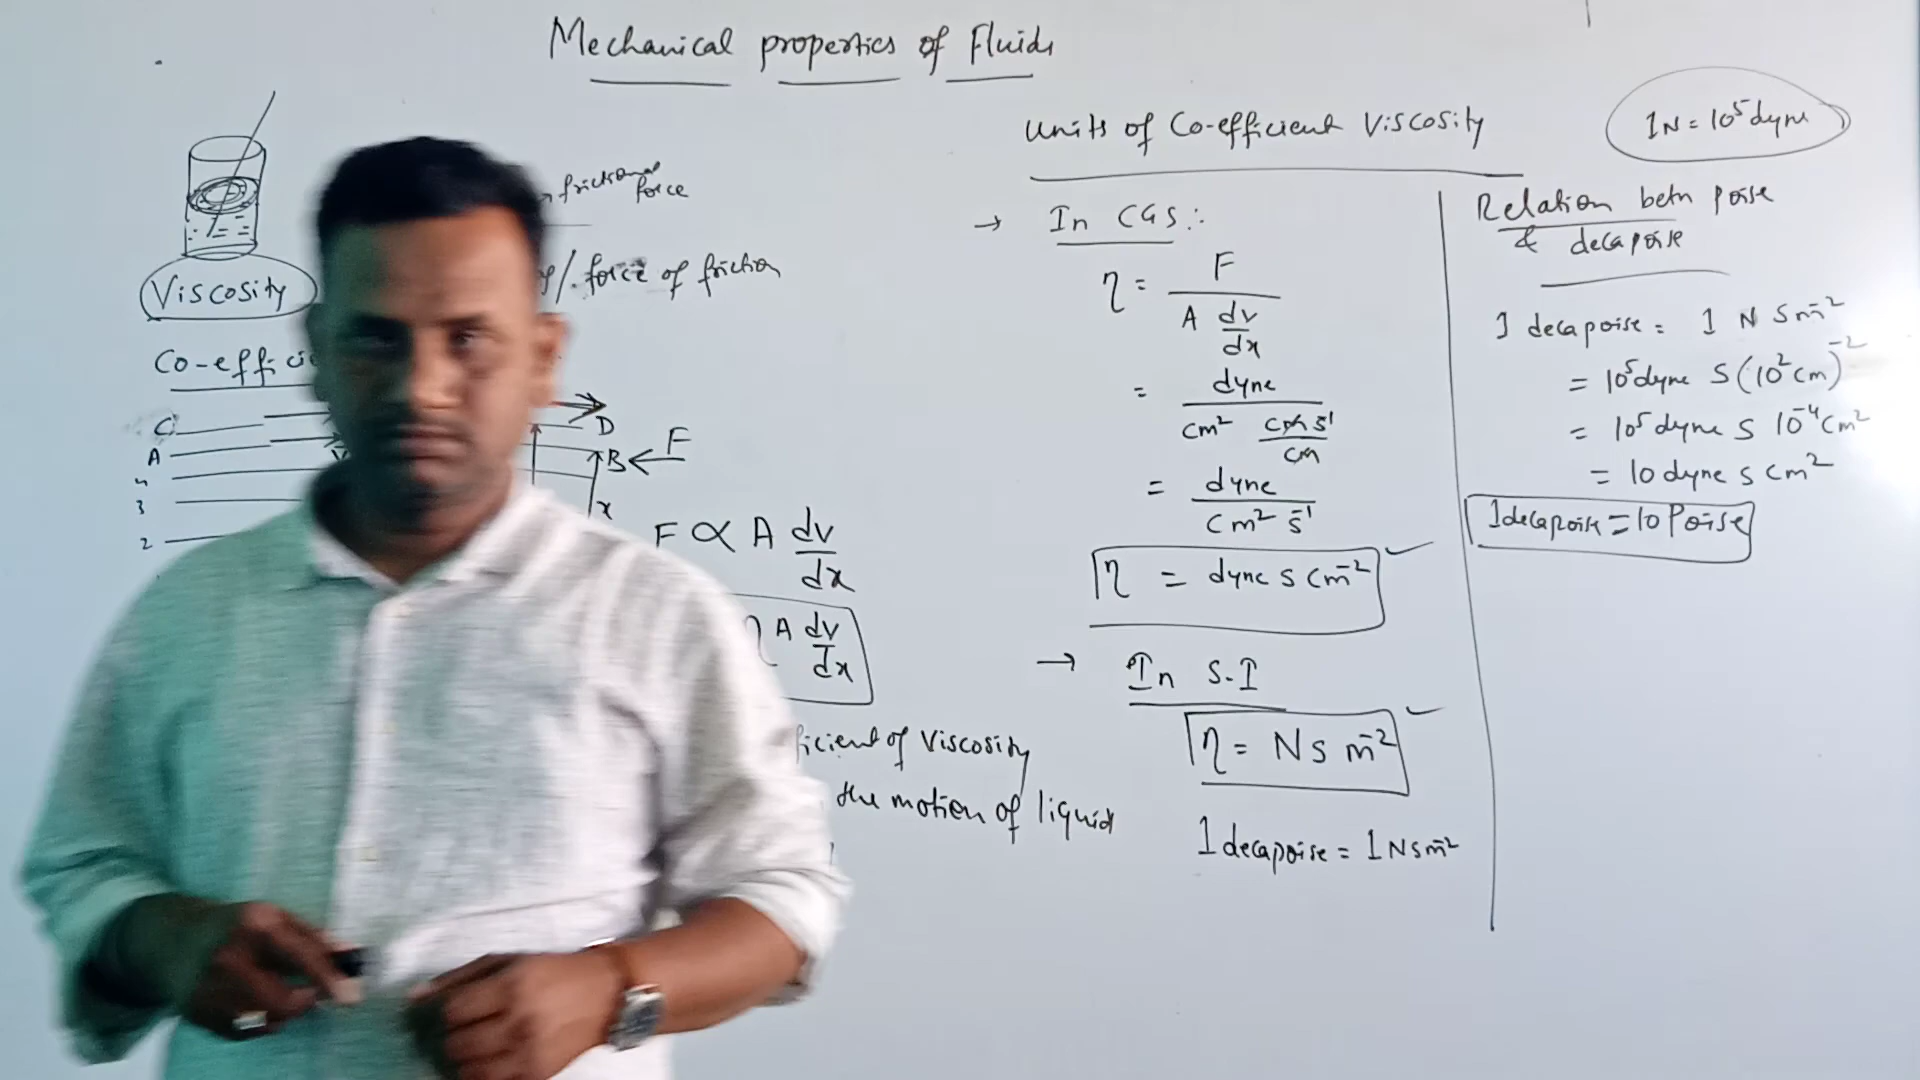 Mechanical properties of Fluids
Viscosity
frictional
force
/. force of friction
Co-effici
C
A
4
3
2
D
B ← F
x
F ∝ A dv/dx
η A dv/dx
ficient of Viscosity
the motion of liquid
Units of Co-efficient Viscosity
→ In CGS :
η = F / A dv/dx
= dyne / cm² cm s⁻¹/cm
= dyne / cm² s⁻¹
η = dyne s cm⁻²
→ In S.I
η = N s m⁻²
1 decapoise = 1 N s m⁻²
1N = 10⁵ dyne
Relation betn poise
& decapoise
1 decapoise = 1 N S m⁻²
= 10⁵ dyne S (10² cm)⁻²
= 10⁵ dyne s 10⁻⁴ cm²
= 10 dyne s cm²
1 decapoise = 10 Poise